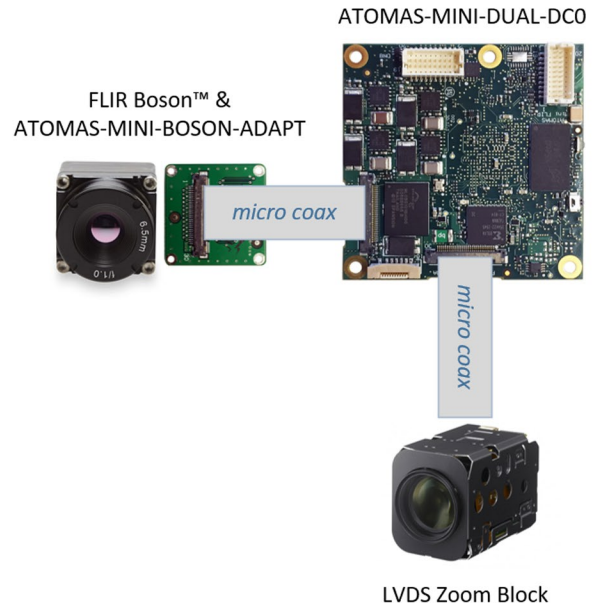 ATOMAS-MINI-DUAL-DC0
FLIR Boson™ &
ATOMAS-MINI-BOSON-ADAPT
micro coax
6.5mm
1/1.0
micro coax
LVDS Zoom Block